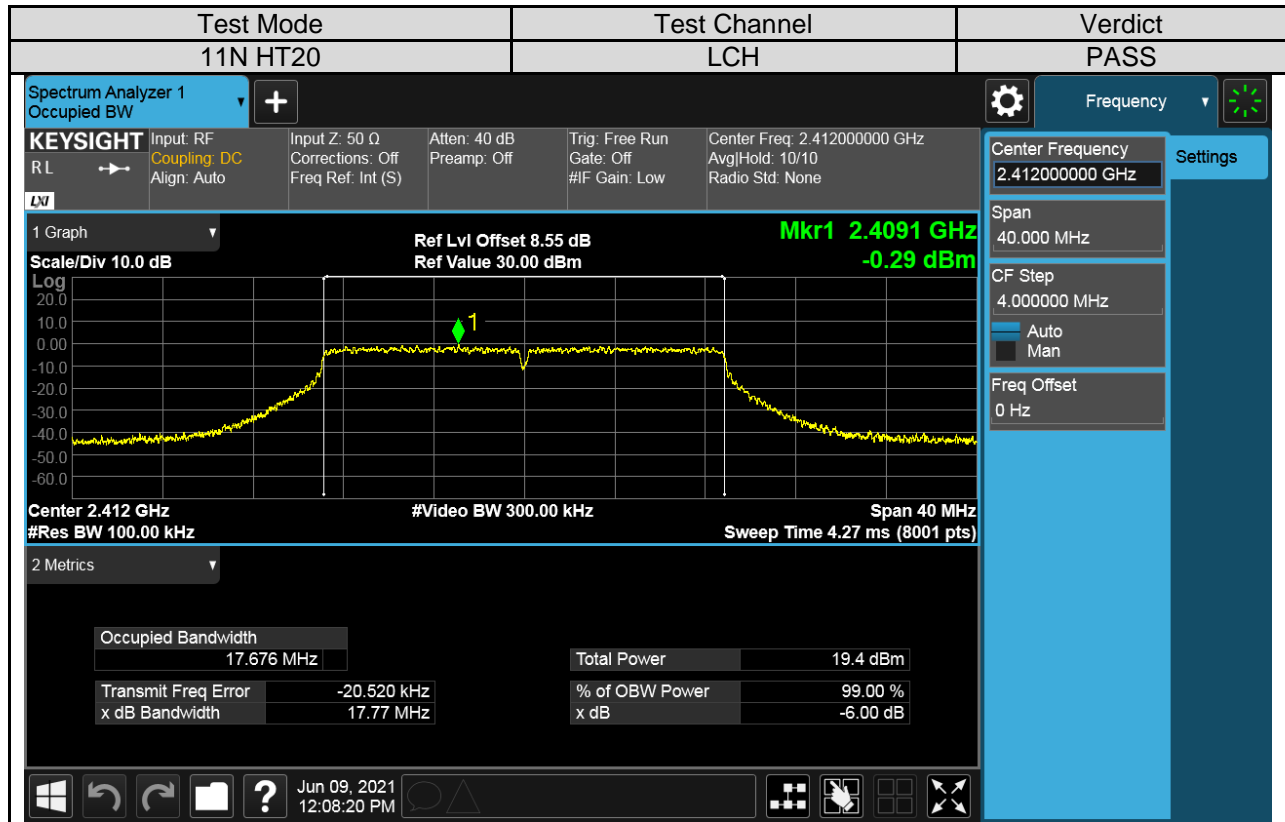 Test Mode Test Channel Verdict
11N HT20 LCH PASS
Spectrum Analyzer 1
Occupied BW
Frequency
KEYSIGHT Input: RF Input Z: 50 Ω Atten: 40 dB Trig: Free Run Center Freq: 2.412000000 GHz
RL Coupling: DC Corrections: Off Preamp: Off Gate: Off Avg|Hold: 10/10
Align: Auto Freq Ref: Int (S) #IF Gain: Low Radio Std: None
LXI
Center Frequency
2.412000000 GHz
Settings
Span
40.000 MHz
CF Step
4.000000 MHz
Auto
Man
Freq Offset
0 Hz
1 Graph Ref Lvl Offset 8.55 dB Mkr1 2.4091 GHz
Scale/Div 10.0 dB Ref Value 30.00 dBm -0.29 dBm
Log
20.0
10.0
0.00
-10.0
-20.0
-30.0
-40.0
-50.0
-60.0
1
Center 2.412 GHz #Video BW 300.00 kHz Span 40 MHz
#Res BW 100.00 kHz Sweep Time 4.27 ms (8001 pts)
2 Metrics
Occupied Bandwidth
17.676 MHz Total Power 19.4 dBm
Transmit Freq Error -20.520 kHz % of OBW Power 99.00 %
x dB Bandwidth 17.77 MHz x dB -6.00 dB
? Jun 09, 2021
12:08:20 PM